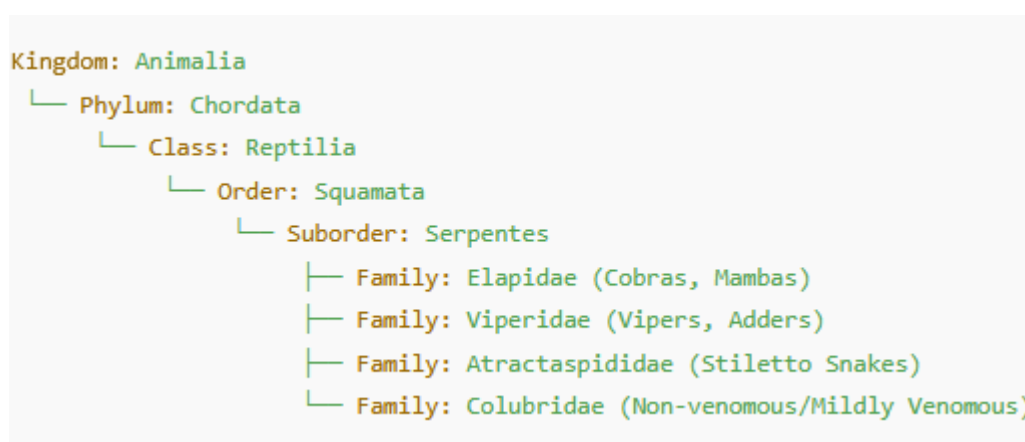 Kingdom: Animalia
└── Phylum: Chordata
└── Class: Reptilia
└── Order: Squamata
└── Suborder: Serpentes
├── Family: Elapidae (Cobras, Mambas)
├── Family: Viperidae (Vipers, Adders)
├── Family: Atractaspididae (Stiletto Snakes)
└── Family: Colubridae (Non-venomous/Mildly Venomous)